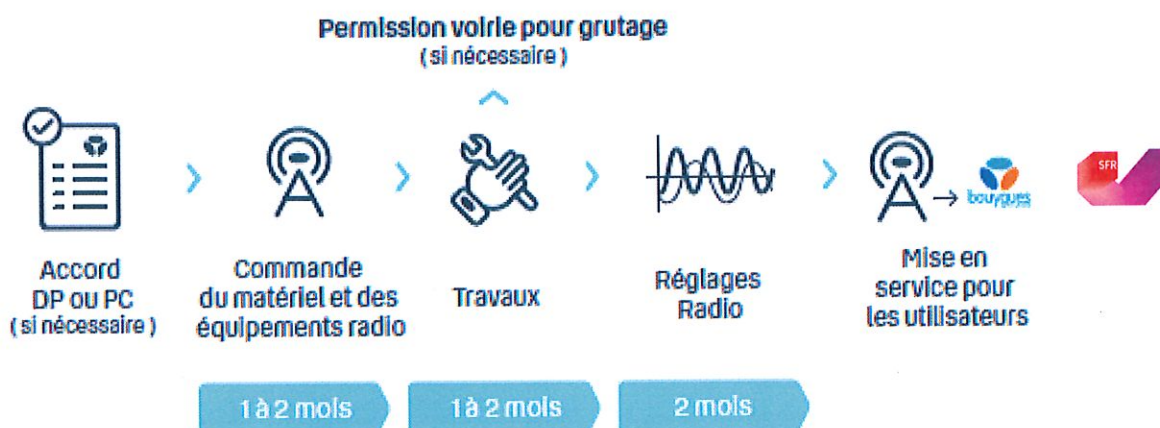 Permission voirie pour grutage
( si nécessaire )
Accord
DP ou PC
( si nécessaire )
Commande
du matériel et des
équipements radio
Travaux
Réglages
Radio
bouygues
SFR
Mise en
service pour
les utilisateurs
1 à 2 mois
1 à 2 mois
2 mois